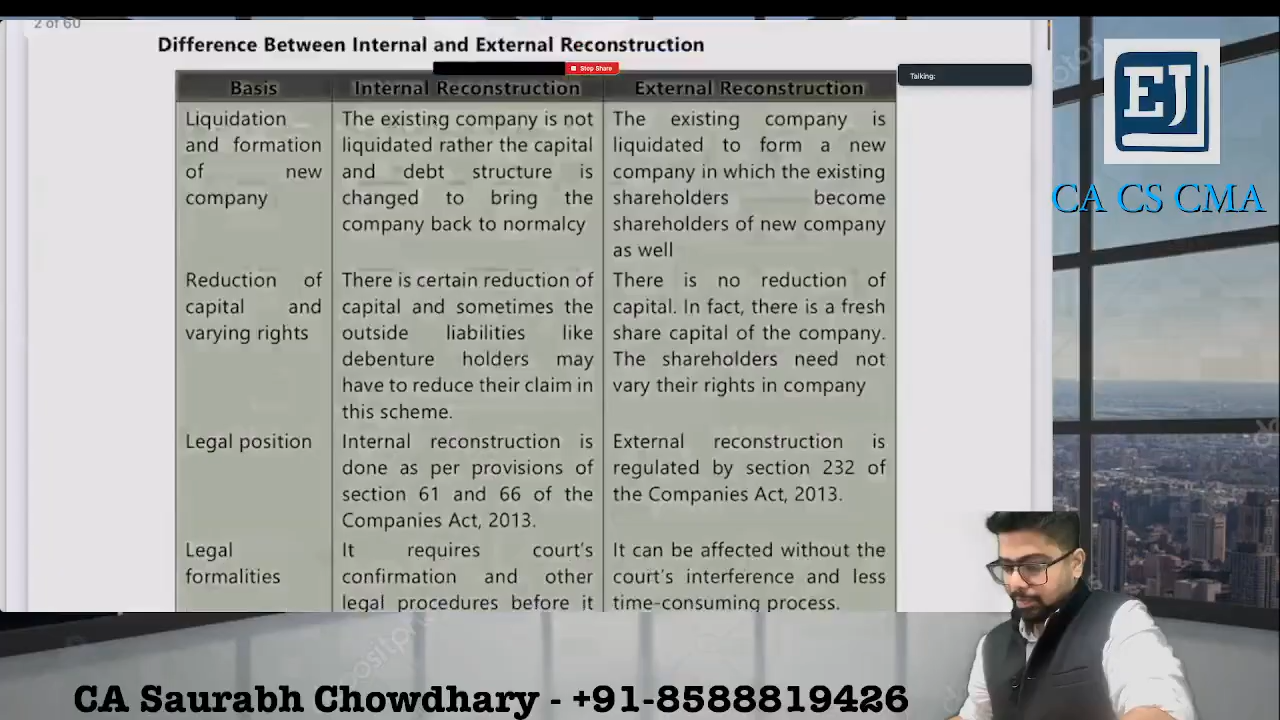 2 of 60
Difference Between Internal and External Reconstruction
Stop Share
Talking:
Basis
Internal Reconstruction
External Reconstruction
Liquidation
and formation
of new
company
The existing company is not
liquidated rather the capital
and debt structure is
changed to bring the
company back to normalcy
The existing company is
liquidated to form a new
company in which the existing
shareholders become
shareholders of new company
as well
Reduction of
capital and
varying rights
There is certain reduction of
capital and sometimes the
outside liabilities like
debenture holders may
have to reduce their claim in
this scheme.
There is no reduction of
capital. In fact, there is a fresh
share capital of the company.
The shareholders need not
vary their rights in company
Legal position
Internal reconstruction is
done as per provisions of
section 61 and 66 of the
Companies Act, 2013.
External reconstruction is
regulated by section 232 of
the Companies Act, 2013.
Legal
formalities
It requires court's
confirmation and other
legal procedures before it
It can be affected without the
court's interference and less
time-consuming process.
EJ
CA CS CMA
CA Saurabh Chowdhary - +91-8588819426